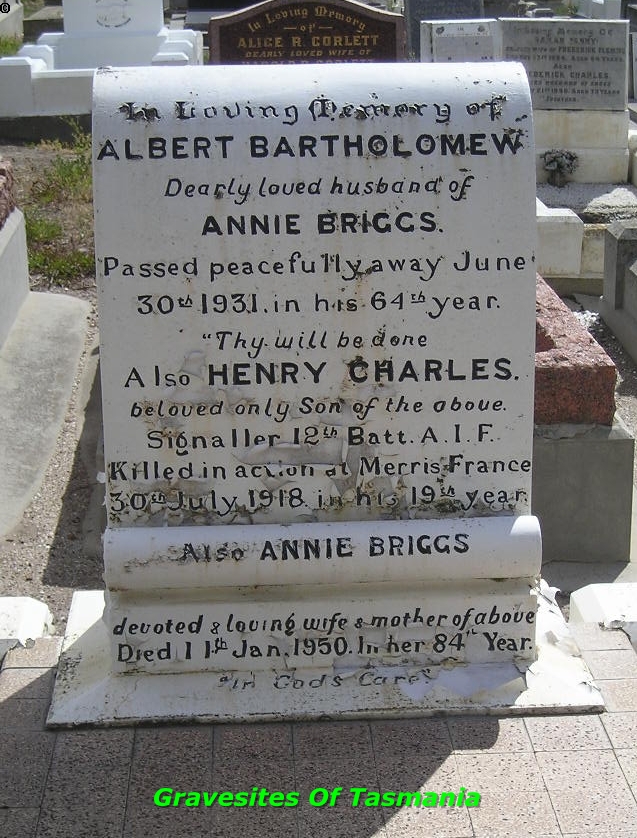 In Loving Memory of
ALBERT BARTHOLOMEW
Dearly loved husband of
ANNIE BRIGGS.
Passed peacefully away June
30th 1931. in his 64th year.
"Thy will be done
Also HENRY CHARLES.
beloved only Son of the above.
Signaller 12th Batt. A.I.F.
Killed in action at Merris France
30th July 1918 in his 19th year.
Also ANNIE BRIGGS
devoted & loving wife & mother of above
Died 11th Jan. 1950. In her 84th Year.
"In Gods Care"
In Loving Memory
of
ALICE R. CORLETT
DEARLY LOVED WIFE OF
FREDERICK CHARLES
Gravesites Of Tasmania